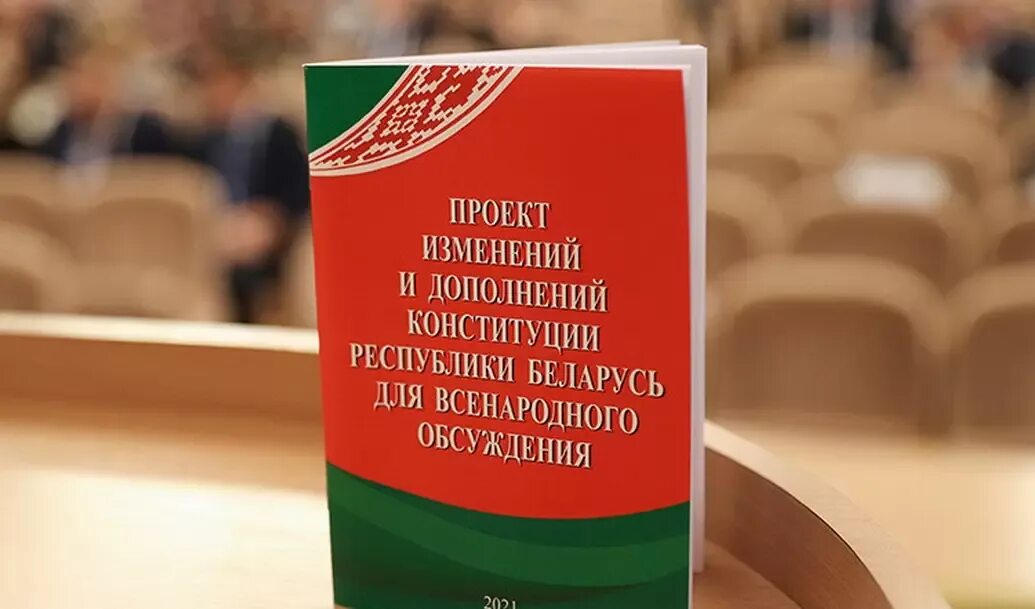 ПРОЕКТ
ИЗМЕНЕНИЙ
И ДОПОЛНЕНИЙ
КОНСТИТУЦИИ
РЕСПУБЛИКИ БЕЛАРУСЬ
ДЛЯ ВСЕНАРОДНОГО
ОБСУЖДЕНИЯ
2021